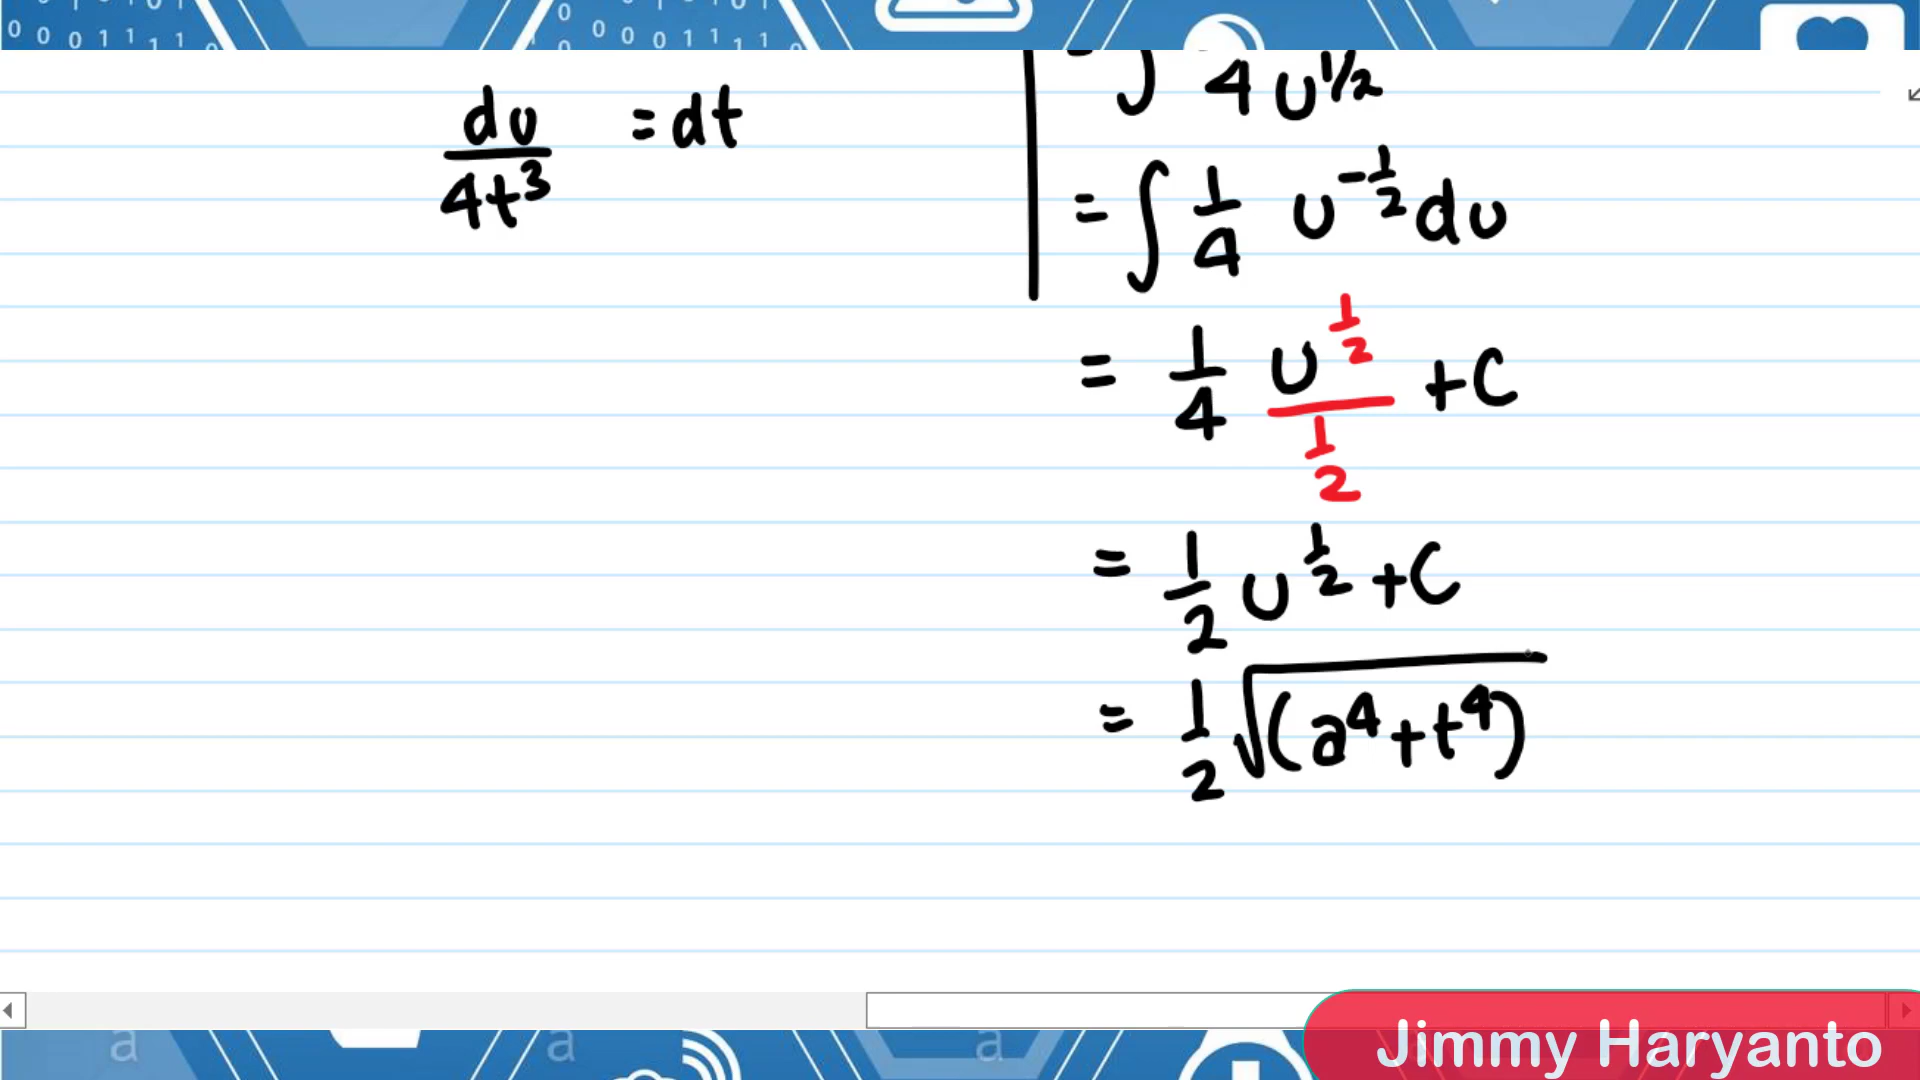 du/4t³ = dt
= ∫ 4u^1/2
= ∫ 1/4 u^-1/2 du
= 1/4 u^1/2 / 1/2 + C
= 1/2 u^1/2 + C
= 1/2 √(a⁴+t⁴)
Jimmy Haryanto